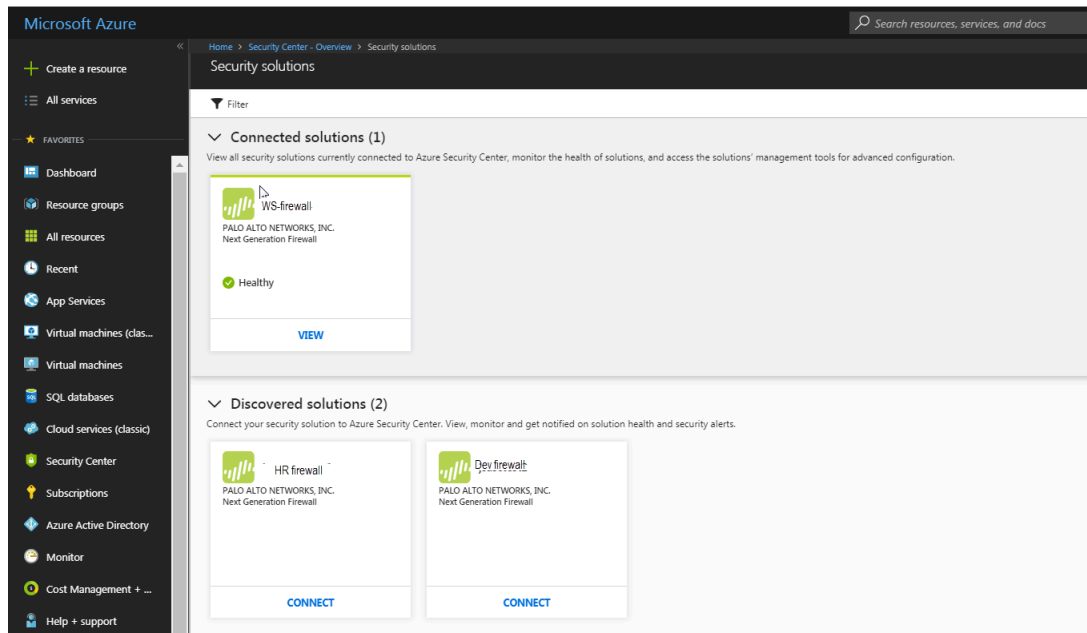 Microsoft Azure
Search resources, services, and docs
«
Home > Security Center - Overview > Security solutions
Security solutions
Create a resource
All services
FAVORITES
Dashboard
Resource groups
All resources
Recent
App Services
Virtual machines (clas...
Virtual machines
SQL databases
Cloud services (classic)
Security Center
Subscriptions
Azure Active Directory
Monitor
Cost Management + ...
Help + support
Filter
Connected solutions (1)
View all security solutions currently connected to Azure Security Center, monitor the health of solutions, and access the solutions' management tools for advanced configuration.
WS-firewall
PALO ALTO NETWORKS, INC.
Next Generation Firewall
Healthy
VIEW
Discovered solutions (2)
Connect your security solution to Azure Security Center. View, monitor and get notified on solution health and security alerts.
HR firewall
PALO ALTO NETWORKS, INC.
Next Generation Firewall
CONNECT
Dev firewall
PALO ALTO NETWORKS, INC.
Next Generation Firewall
CONNECT